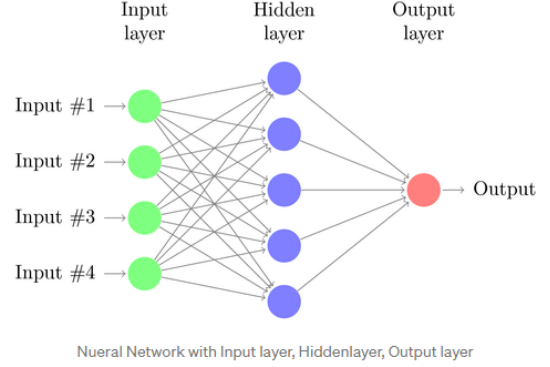 Input
layer
Hidden
layer
Output
layer
Input #1
Input #2
Input #3
Input #4
Output
Nueral Network with Input layer, Hiddenlayer, Output layer